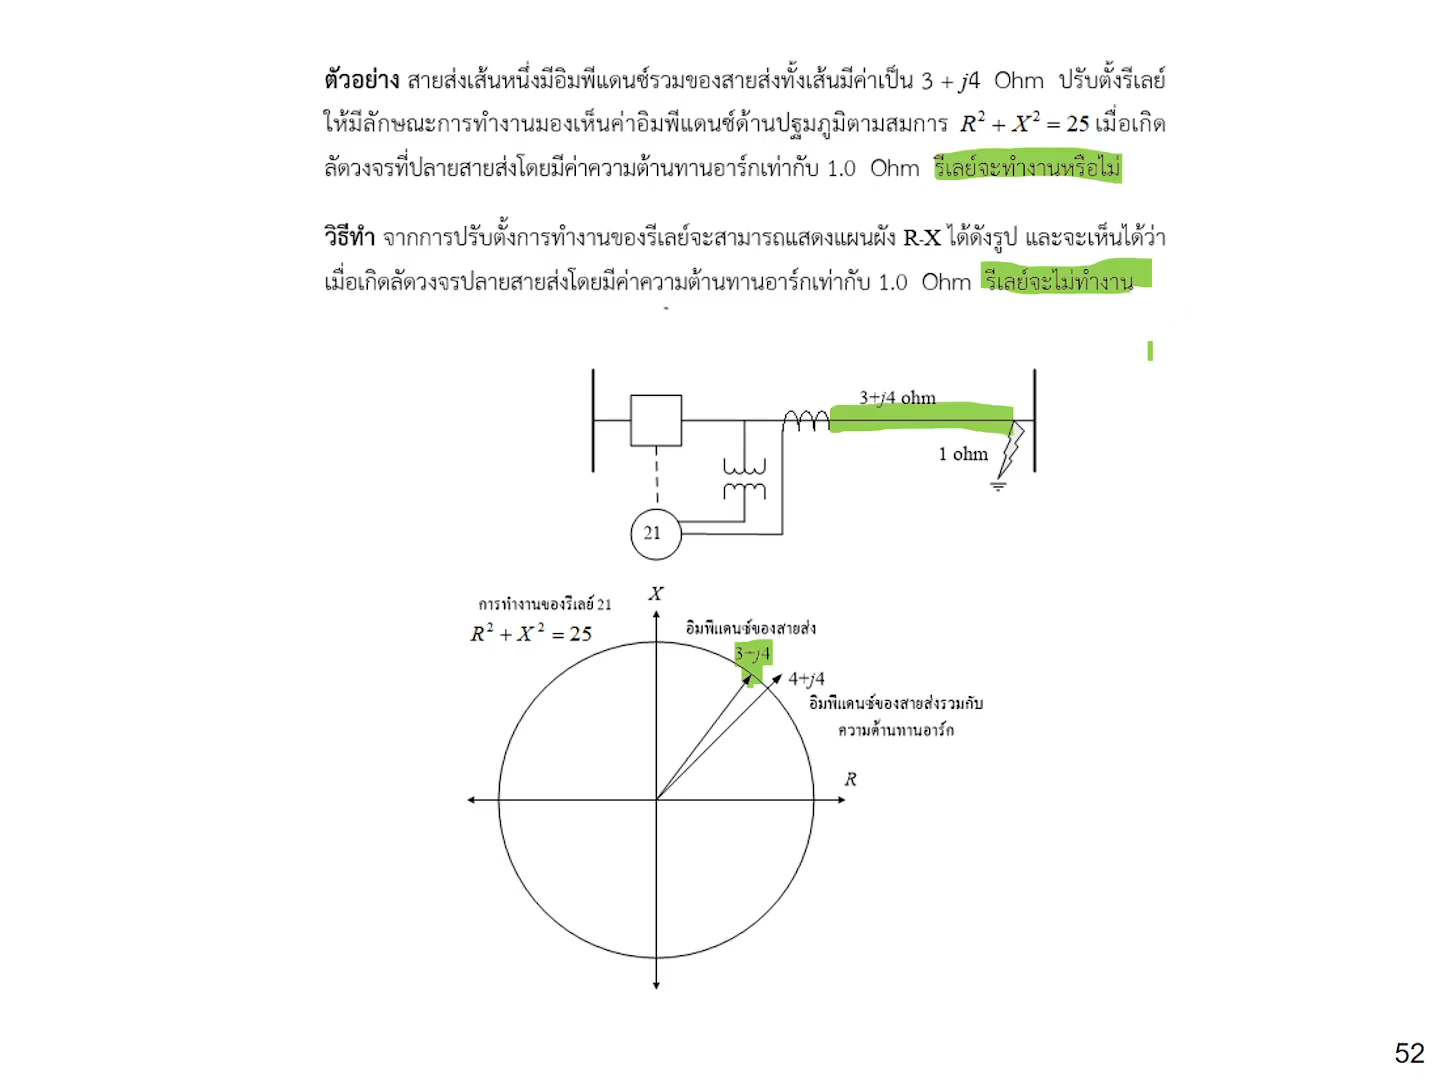 ตัวอย่าง สายส่งเส้นหนึ่งมีอิมพีแดนซ์รวมของสายส่งทั้งเส้นมีค่าเป็น 3 + j4 Ohm ปรับตั้งรีเลย์
ให้มีลักษณะการทำงานมองเห็นค่าอิมพีแดนซ์ด้านปฐมภูมิตามสมการ R² + X² = 25 เมื่อเกิด
ลัดวงจรที่ปลายสายส่งโดยมีค่าความต้านทานอาร์กเท่ากับ 1.0 Ohm รีเลย์จะทำงานหรือไม่
วิธีทำ จากการปรับตั้งการทำงานของรีเลย์จะสามารถแสดงแผนผัง R-X ได้ดังรูป และจะเห็นได้ว่า
เมื่อเกิดลัดวงจรปลายสายส่งโดยมีค่าความต้านทานอาร์กเท่ากับ 1.0 Ohm รีเลย์จะไม่ทำงาน
3+j4 ohm
1 ohm
21
X
การทำงานของรีเลย์ 21
R² + X² = 25
อิมพีแดนซ์ของสายส่ง
3+j4
4+j4
อิมพีแดนซ์ของสายส่งรวมกับ
ความต้านทานอาร์ก
R
52